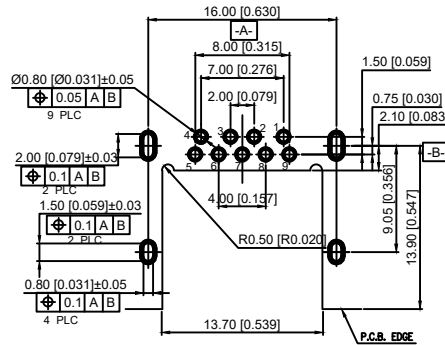 16.00 [0.630]
-A-
8.00 [0.315]
7.00 [0.276]
2.00 [0.079]
1.50 [0.059]
0.75 [0.030]
2.10 [0.083]
-B-
Ø0.80 [Ø0.031]±0.05
⌖ 0.05 A B
9 PLC
4 3 2 1
5 6 7 8 9
2.00 [0.079]±0.03
⌖ 0.1 A B
2 PLC
4.00 [0.157]
1.50 [0.059]±0.03
⌖ 0.1 A B
2 PLC
R0.50 [R0.020]
9.05 [0.356]
13.90 [0.547]
0.80 [0.031]±0.05
⌖ 0.1 A B
4 PLC
13.70 [0.539]
P.C.B. EDGE